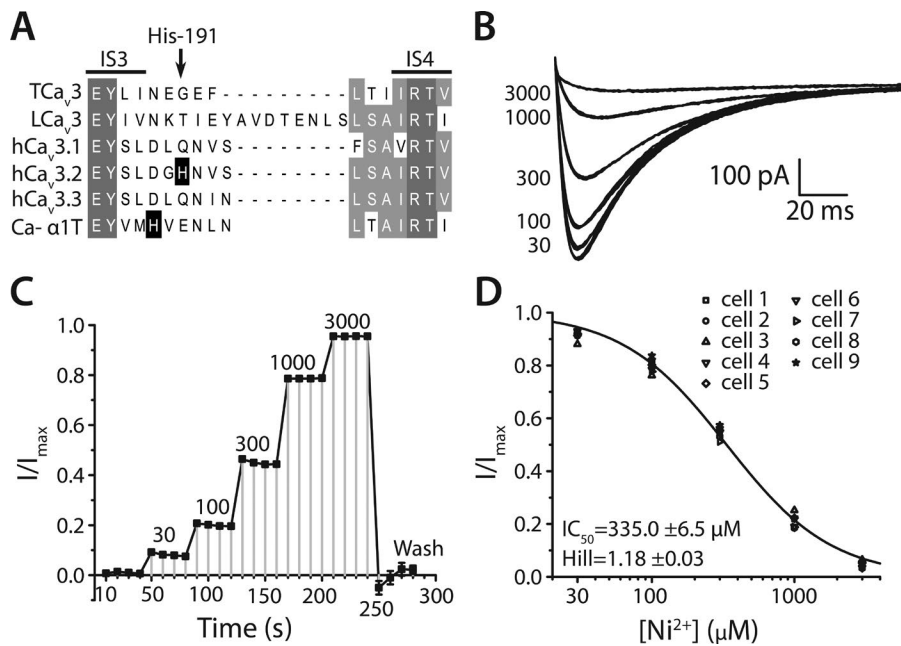 A
His-191
IS3 IS4
TCav3 EYLINEGEF---------LTIIRTV
LCav3 EYIVNKTIEYAVDTENLSLSAIRTI
hCav3.1 EYSLDLQNVS--------FSAVRTV
hCav3.2 EYSLDGHNVS--------LSAIRTV
hCav3.3 EYSLDLQNIN--------LSAIRTV
Ca- α1T EYVMHVENLN--------LTAIRTI
B
3000
1000
300
100
30
100 pA
20 ms
C
I/Imax
1.0
0.8
0.6
0.4
0.2
0.0
30
100
300
1000
3000
Wash
10 50 100 150 200 250 300
Time (s)
D
cell 1 cell 6
cell 2 cell 7
cell 3 cell 8
cell 4 cell 9
cell 5
I/Imax
1.0
0.8
0.6
0.4
0.2
0.0
IC50=335.0 ±6.5 µM
Hill=1.18 ±0.03
30 100 300 1000
[Ni2+] (µM)